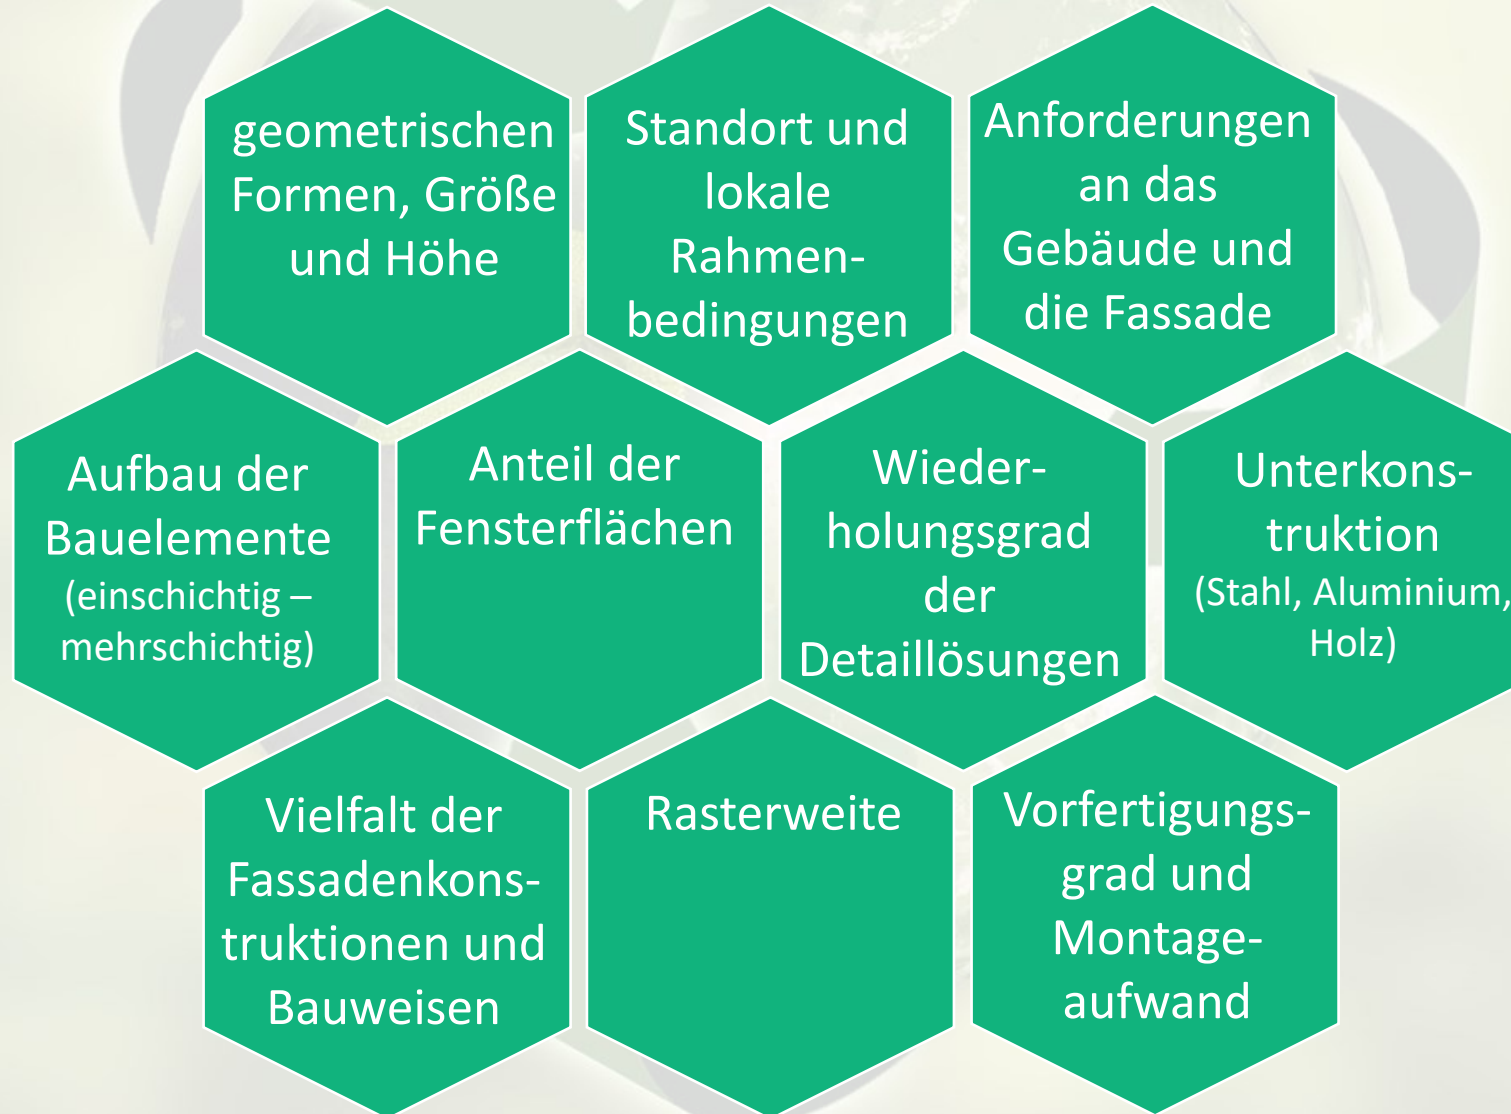 geometrischen
Formen, Größe
und Höhe
Standort und
lokale
Rahmen-
bedingungen
Anforderungen
an das
Gebäude und
die Fassade
Aufbau der
Bauelemente
(einschichtig –
mehrschichtig)
Anteil der
Fensterflächen
Wieder-
holungsgrad
der
Detaillösungen
Unterkons-
truktion
(Stahl, Aluminium,
Holz)
Vielfalt der
Fassadenkons-
truktionen und
Bauweisen
Rasterweite
Vorfertigungs-
grad und
Montage-
aufwand